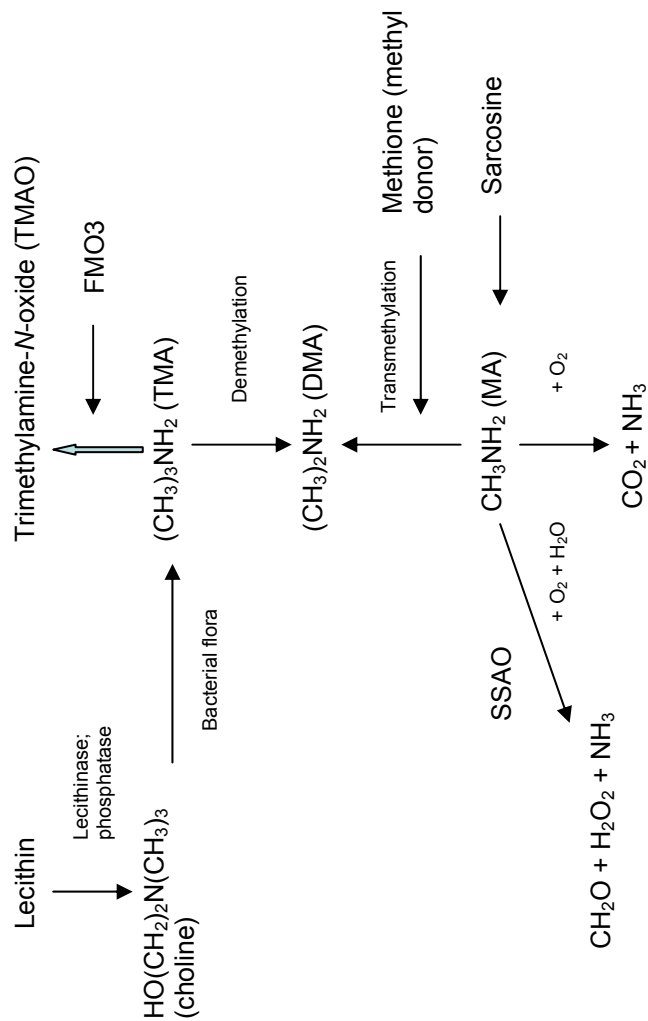 Lecithin
Lecithinase;
phosphatase
HO(CH₂)₂N(CH₃)₃
(choline)
Bacterial flora
Trimethylamine-N-oxide (TMAO)
FMO3
(CH₃)₃NH₂ (TMA)
Demethylation
(CH₃)₂NH₂ (DMA)
Transmethylation
Methione (methyl
donor)
CH₃NH₂ (MA)
Sarcosine
SSAO
+ O₂ + H₂O
+ O₂
CH₂O + H₂O₂ + NH₃
CO₂ + NH₃